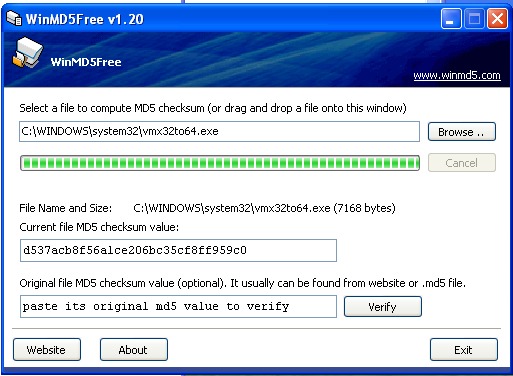 WinMD5Free v1.20
WinMD5Free
www.winmd5.com
Select a file to compute MD5 checksum (or drag and drop a file onto this window)
C:\WINDOWS\system32\vmx32to64.exe
Browse ..
Cancel
File Name and Size: C:\WINDOWS\system32\vmx32to64.exe (7168 bytes)
Current file MD5 checksum value:
d537acb8f56a1ce206bc35cf8ff959c0
Original file MD5 checksum value (optional). It usually can be found from website or .md5 file.
paste its original md5 value to verify
Verify
Website
About
Exit